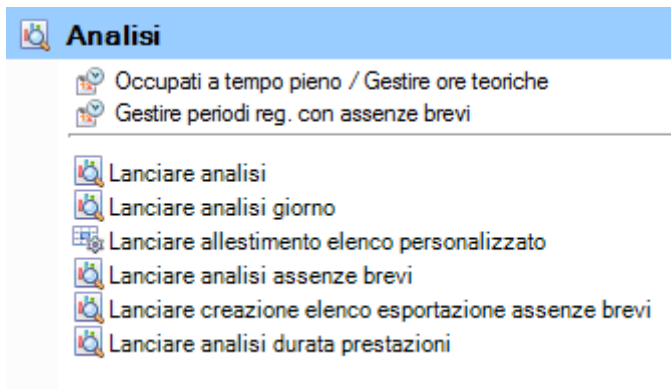 Analisi
Occupati a tempo pieno / Gestire ore teoriche
Gestire periodi reg. con assenze brevi
Lanciare analisi
Lanciare analisi giorno
Lanciare allestimento elenco personalizzato
Lanciare analisi assenze brevi
Lanciare creazione elenco esportazione assenze brevi
Lanciare analisi durata prestazioni